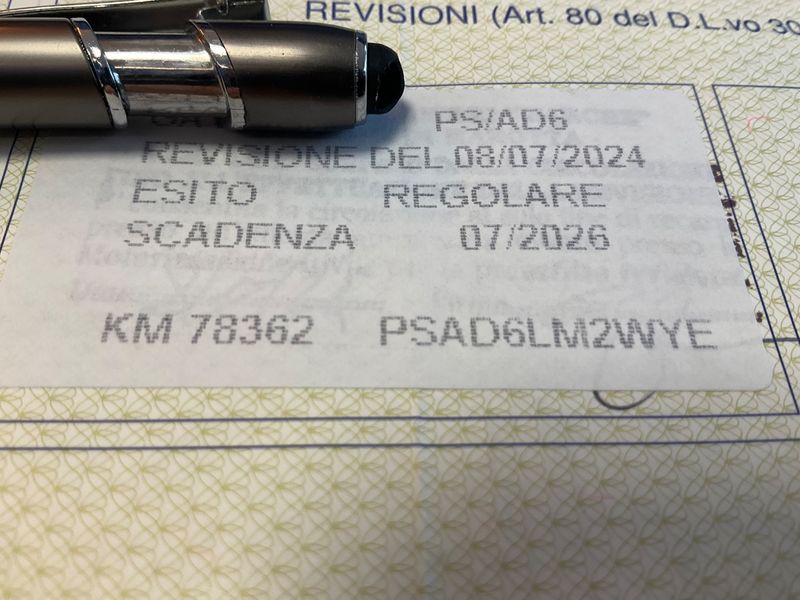 REVISIONI (Art. 80 del D.L.vo 30
PS/AD6
REVISIONE DEL 08/07/2024
ESITO REGOLARE
SCADENZA 07/2026
KM 78362 PSAD6LM2WYE